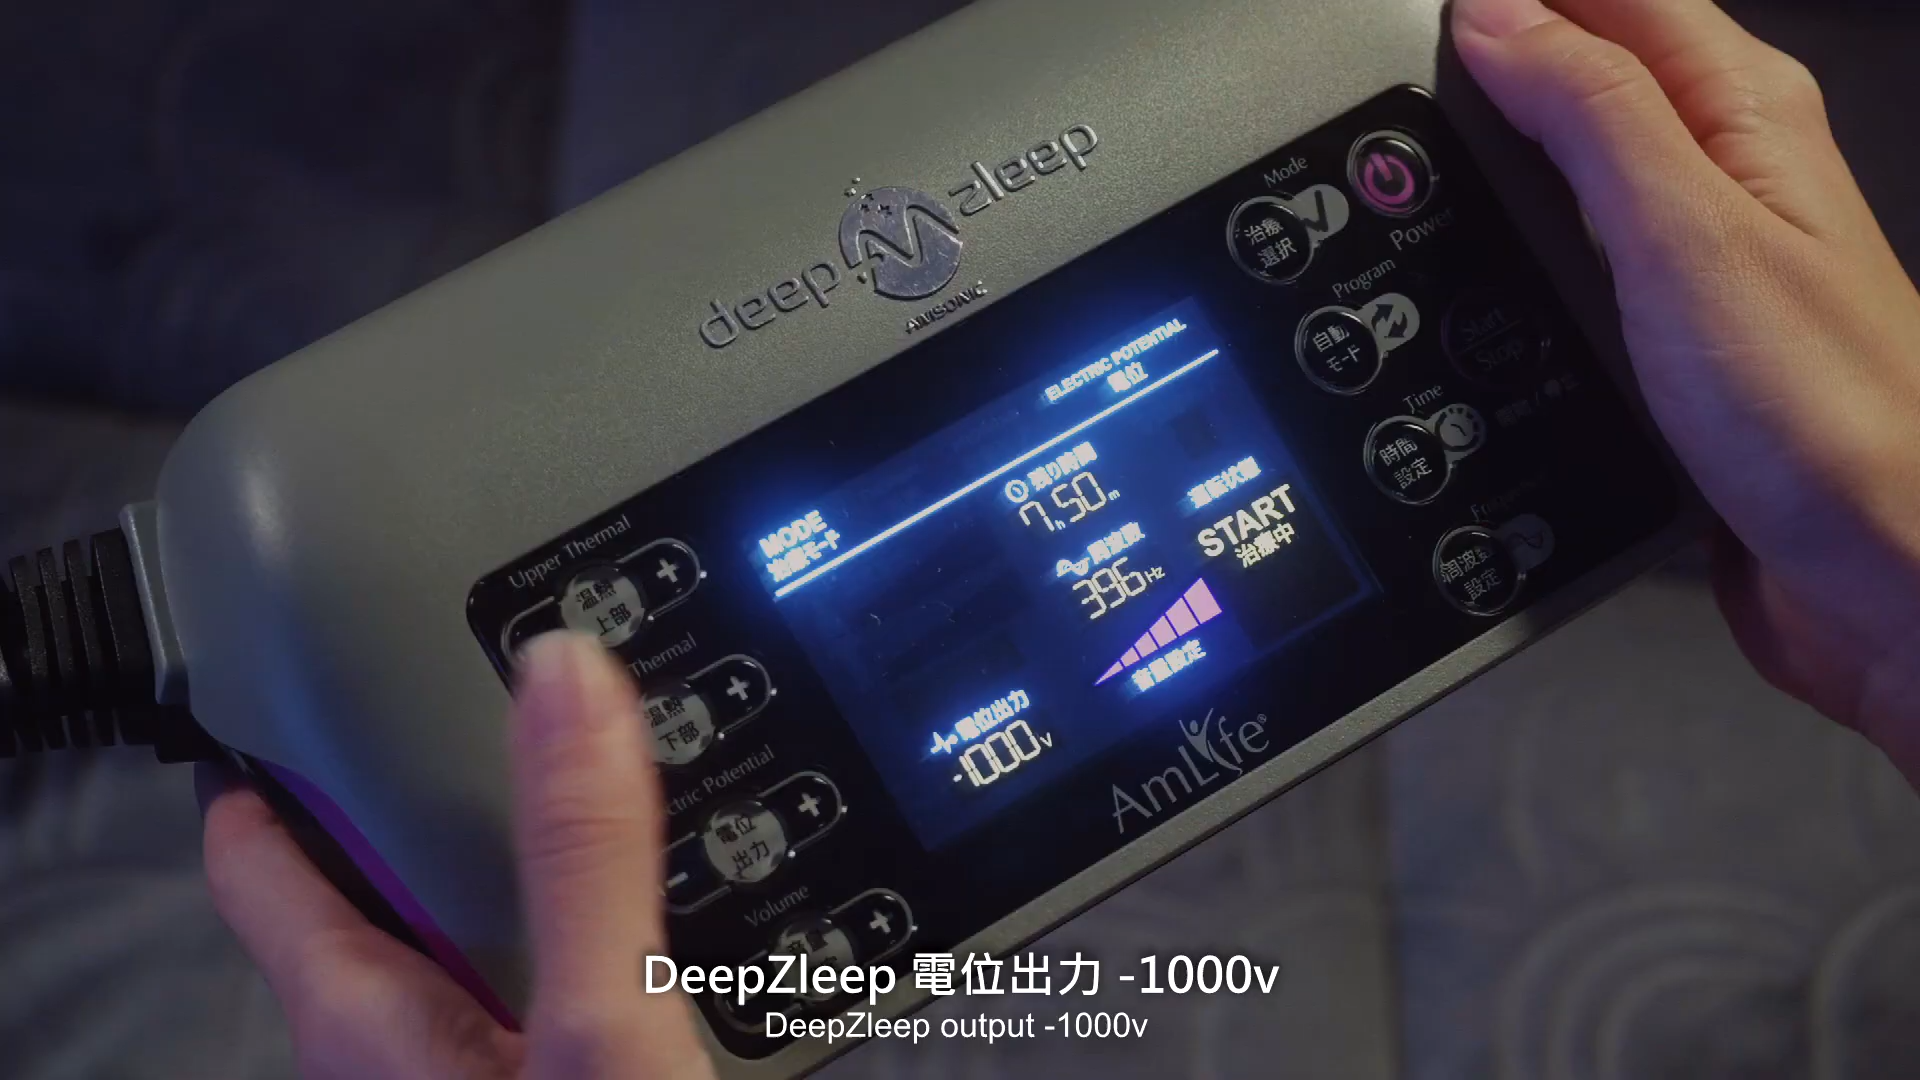 deep zleep
AMSONIC
ELECTRIC POTENTIAL
電位
MODE
治療モード
残り時間
7h50m
周波数
396Hz
運転状態
START
治療中
音量設定
電位出力
-1000v
AmLife®
Upper Thermal
温熱
上部
+
Thermal
温熱
下部
+
Electric Potential
電位
出力
+
-
Volume
+
Mode
治療
選択
Power
Program
自動
モード
Start
Stop
Time
時間
設定
周波数
設定
DeepZleep 電位出力 -1000v
DeepZleep output -1000v